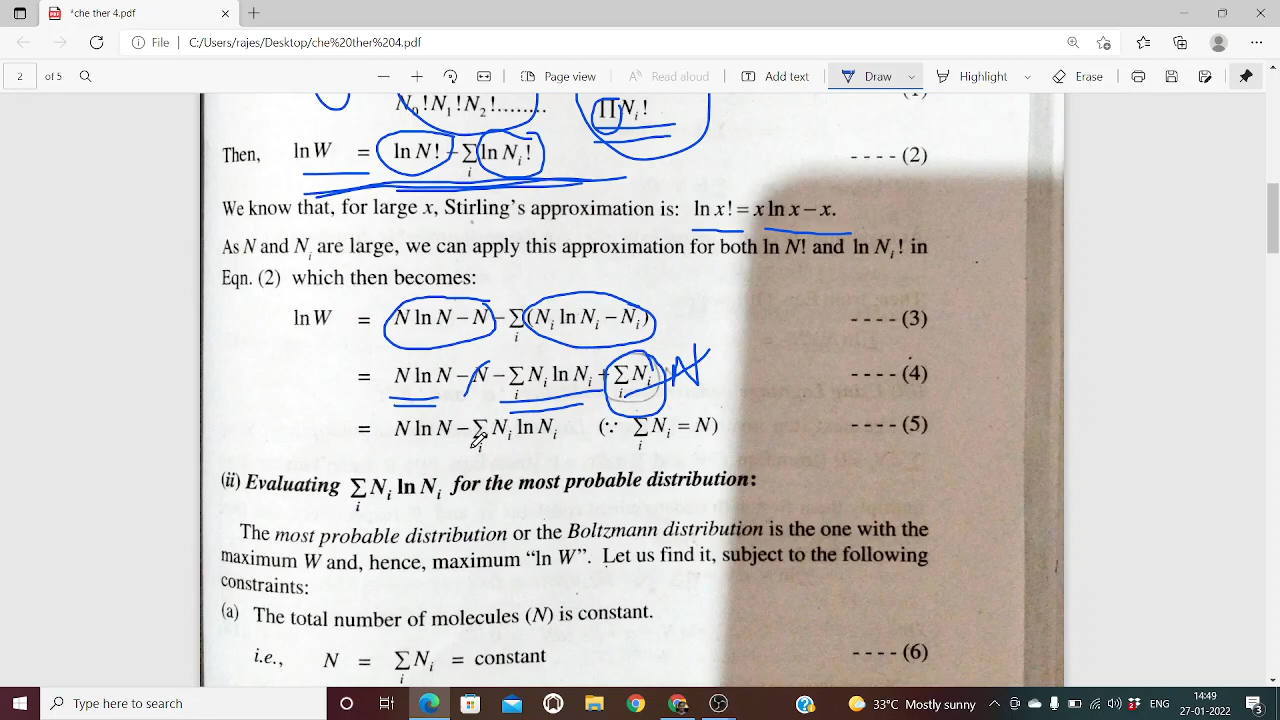 *che ther 4.pdf
File C:/Users/rajes/Desktop/che%20ther%204.pdf
2 of 5 Page view Read aloud Add text Draw Highlight Erase
N₀!N₁!N₂!........ ∏Nᵢ!
Then, ln W = ln N! − ∑ᵢ ln Nᵢ! ---- (2)
We know that, for large x, Stirling's approximation is: ln x! = x ln x − x.
As N and Nᵢ are large, we can apply this approximation for both ln N! and ln Nᵢ! in
Eqn. (2) which then becomes:
ln W = N ln N − N − ∑ᵢ (Nᵢ ln Nᵢ − Nᵢ) ---- (3)
= N ln N − N − ∑ᵢ Nᵢ ln Nᵢ + ∑ᵢ Nᵢ N ---- (4)
= N ln N − ∑ᵢ Nᵢ ln Nᵢ (∵ ∑ᵢ Nᵢ = N) ---- (5)
(ii) Evaluating ∑ᵢ Nᵢ ln Nᵢ for the most probable distribution:
The most probable distribution or the Boltzmann distribution is the one with the
maximum W and, hence, maximum “ln W”. Let us find it, subject to the following
constraints:
(a) The total number of molecules (N) is constant.
i.e., N = ∑ᵢ Nᵢ = constant ---- (6)
Type here to search 33°C Mostly sunny ENG 14:49
27-01-2022